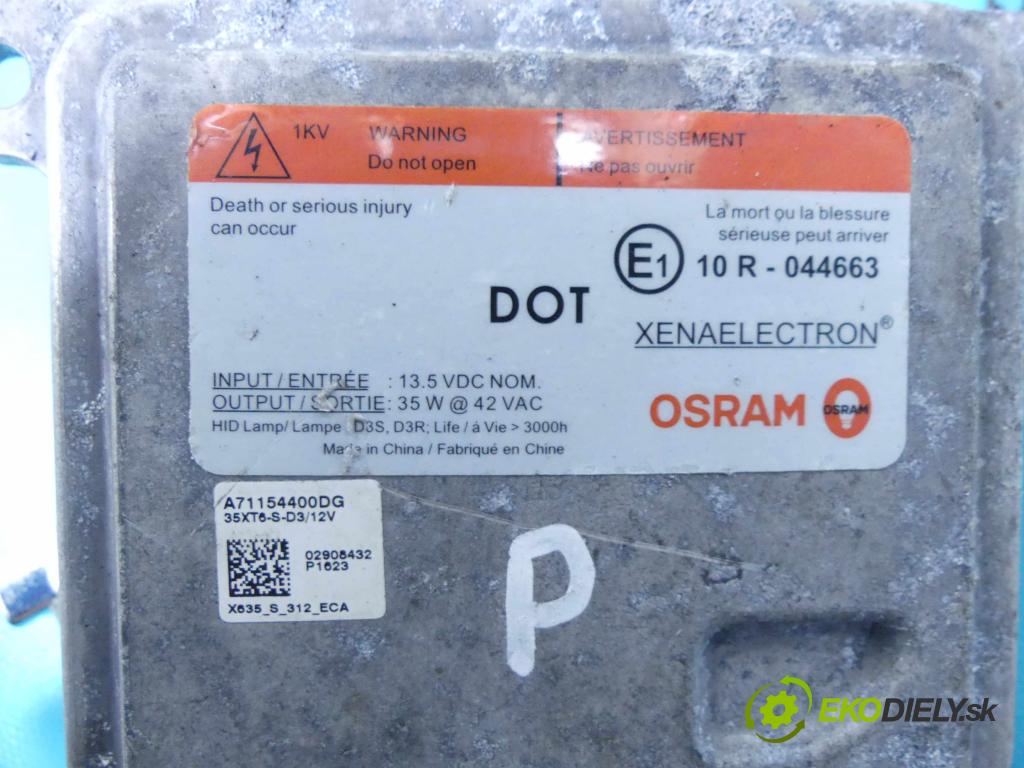 1KV WARNING AVERTISSEMENT
Do not open Ne pas ouvrir
Death or serious injury
can occur
La mort ou la blessure
sérieuse peut arriver
E1 10 R - 044663
DOT
XENAELECTRON®
INPUT / ENTRÉE : 13.5 VDC NOM.
OUTPUT / SORTIE : 35 W @ 42 VAC
HID Lamp/ Lampe D3S, D3R; Life / á Vie > 3000h
Made in China / Fabriqué en Chine
OSRAM OSRAM
A71154400DG
35XT6-S-D3/12V
02908432
P1623
X635_S_312_ECA
P
EKODIELY.sk